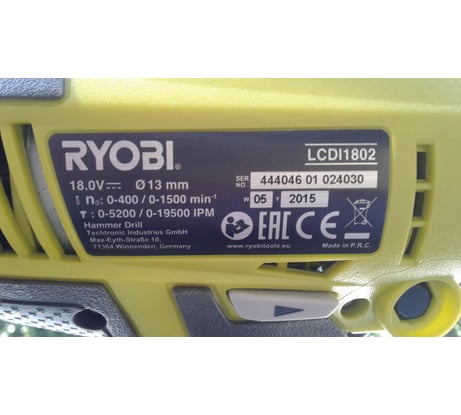 RYOBI®
LCDI1802
18.0V⎓ Ø 13 mm
n₀: 0-400 / 0-1500 min⁻¹
T : 0-5200 / 0-19500 IPM
Hammer Drill
Techtronic Industries GmbH
Max-Eyth-Straße 10,
71364 Winnenden, Germany
SER NO. 444046 01 024030
W 05 Y 2015
EAC CE
www.ryobitools.eu
Made in P.R.C.